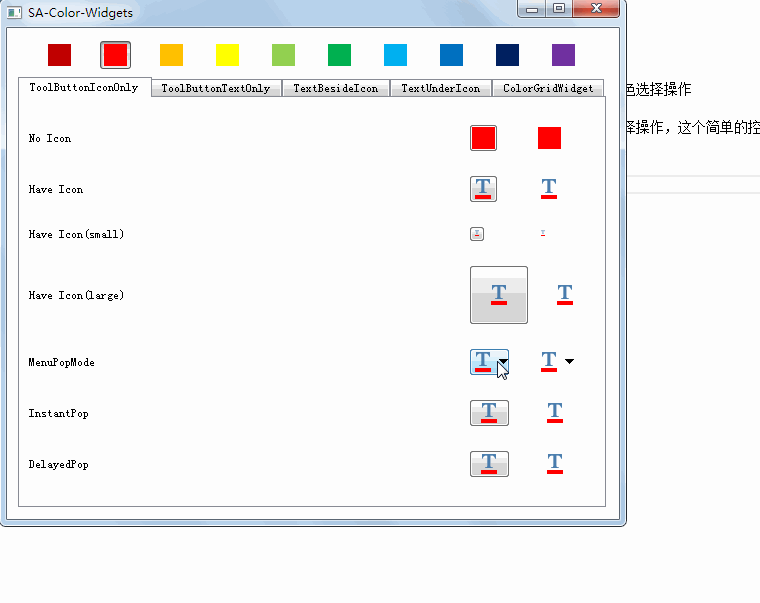 SA-Color-Widgets
ToolButtonIconOnly ToolButtonTextOnly TextBesideIcon TextUnderIcon ColorGridWidget
色选择操作
择操作，这个简单的控
No Icon
Have Icon
T T
Have Icon(small)
T T
Have Icon(large)
T T
MenuPopMode
T T
InstantPop
T T
DelayedPop
T T